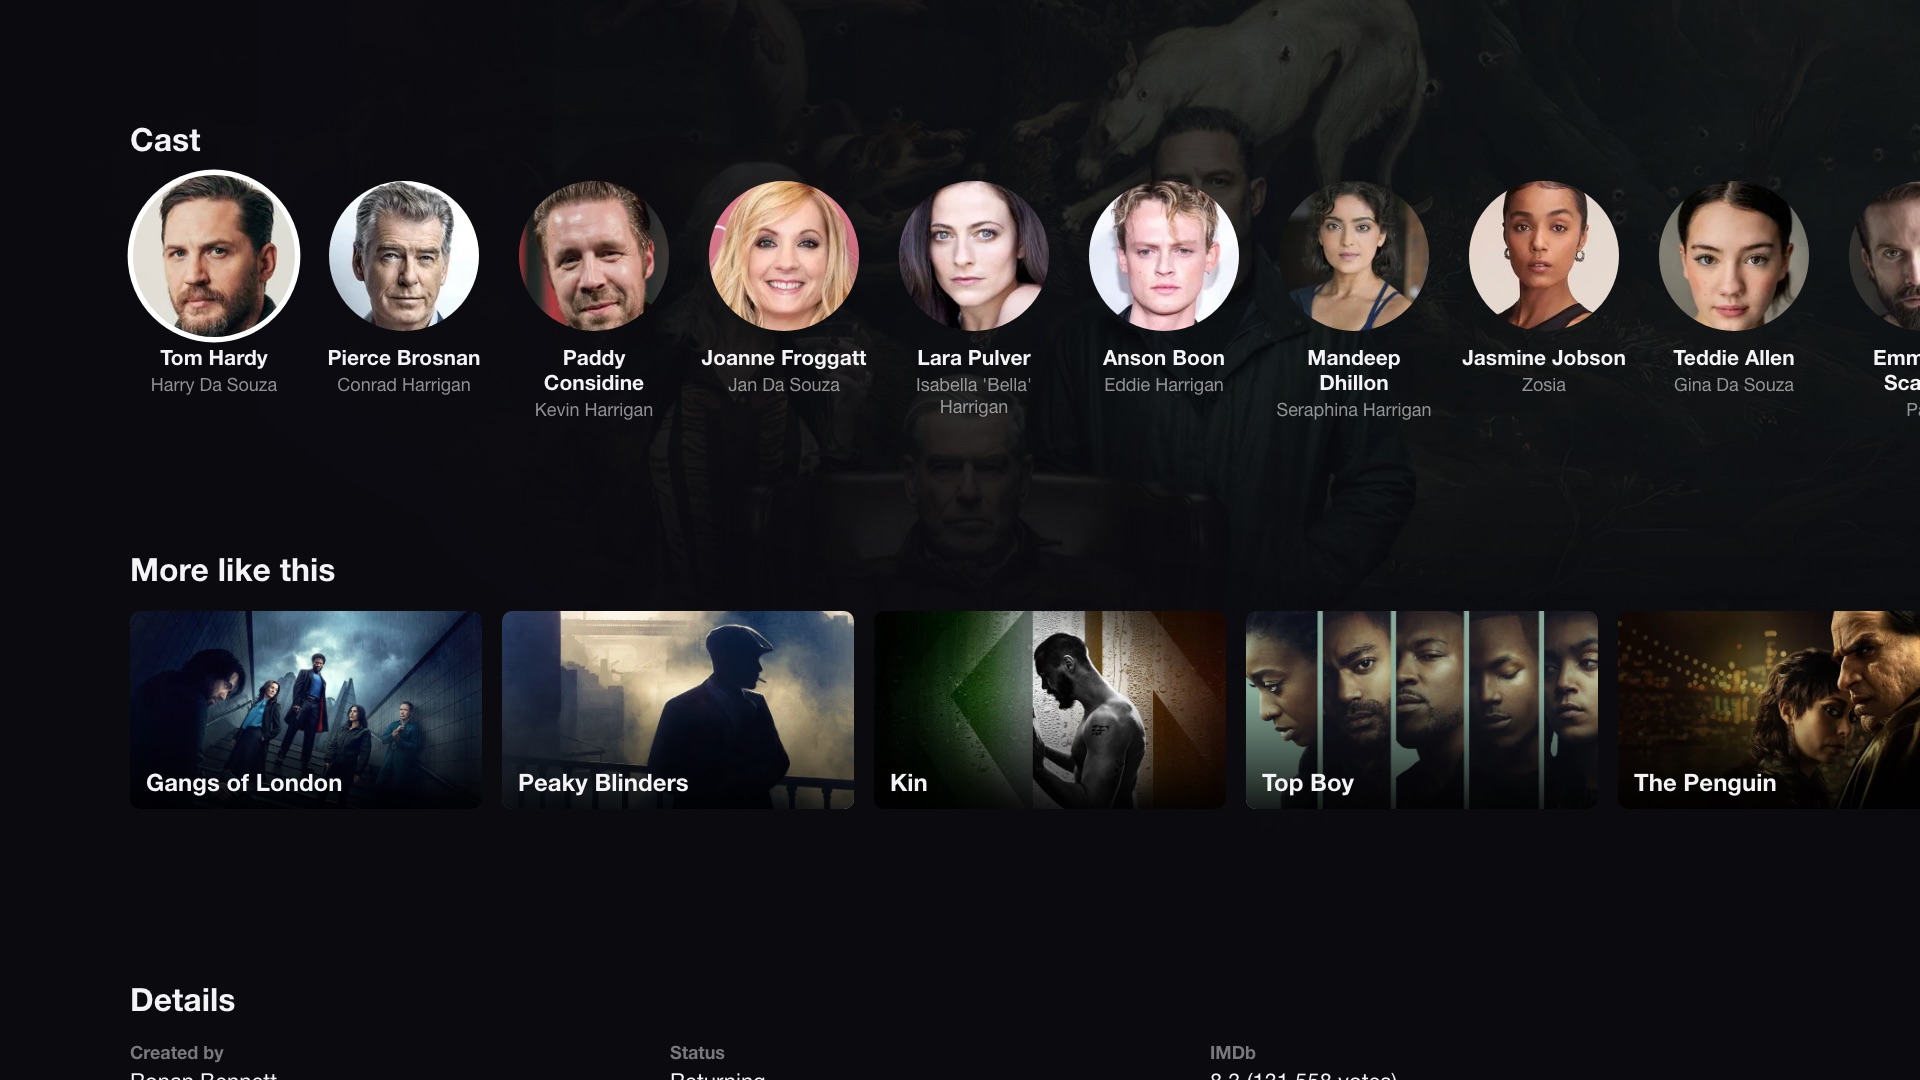 Cast
Tom Hardy
Harry Da Souza
Pierce Brosnan
Conrad Harrigan
Paddy
Considine
Kevin Harrigan
Joanne Froggatt
Jan Da Souza
Lara Pulver
Isabella 'Bella'
Harrigan
Anson Boon
Eddie Harrigan
Mandeep
Dhillon
Seraphina Harrigan
Jasmine Jobson
Zosia
Teddie Allen
Gina Da Souza
More like this
Gangs of London
Peaky Blinders
Kin
Top Boy
The Penguin
Details
Created by
Ronan Bennett
Status
Returning
IMDb